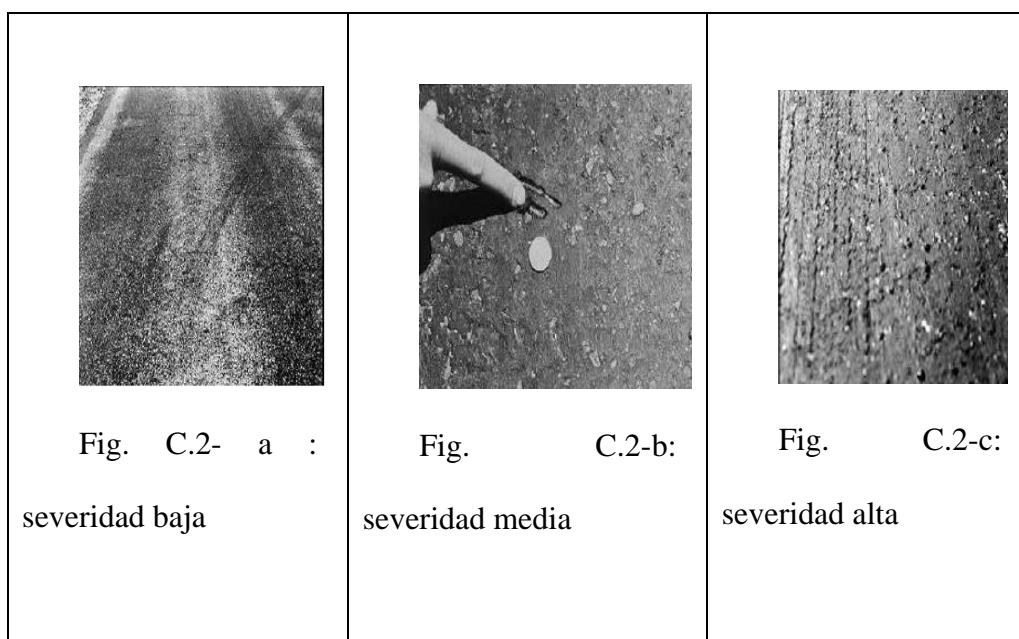 Fig. C.2- a :
severidad baja
Fig. C.2-b:
severidad media
Fig. C.2-c:
severidad alta